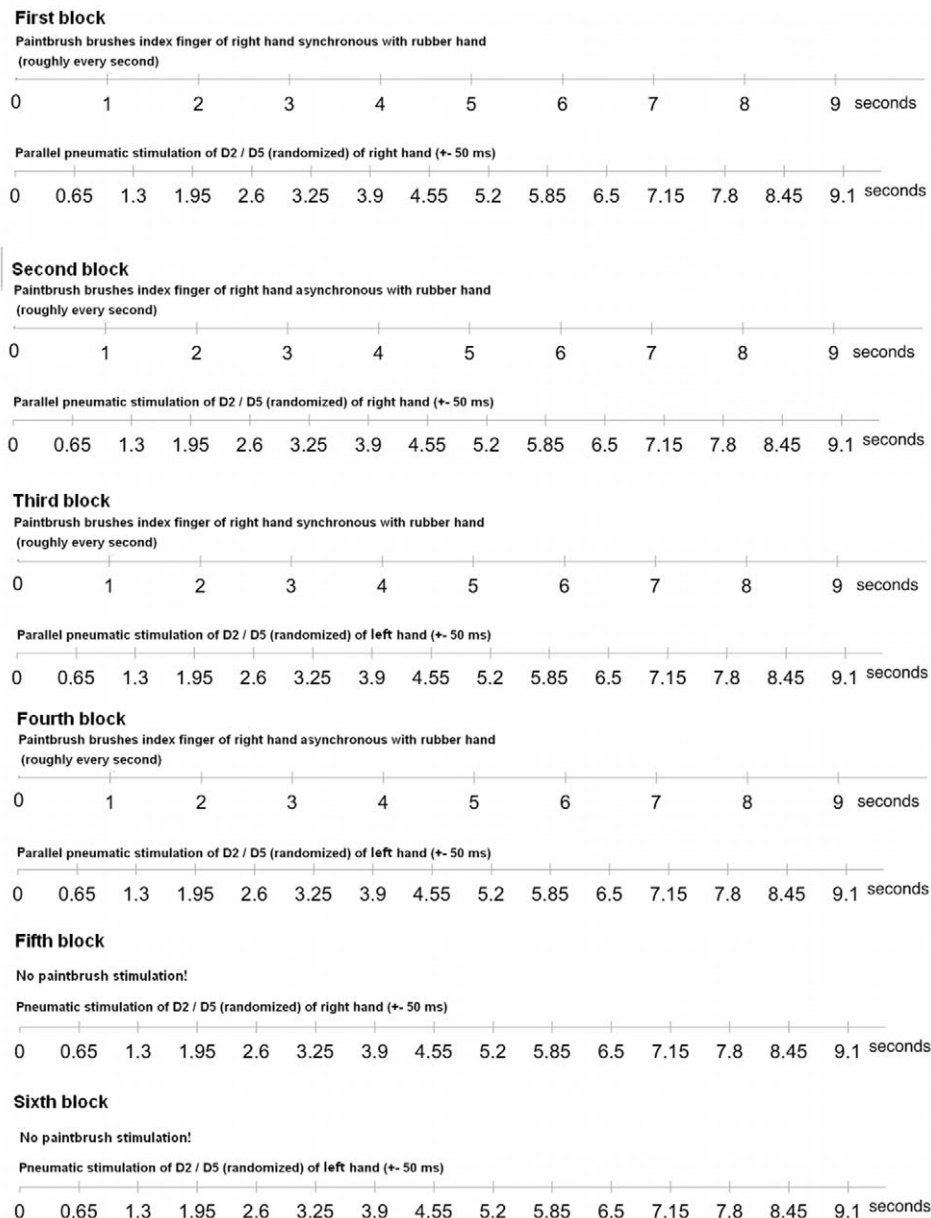 First block
Paintbrush brushes index finger of right hand synchronous with rubber hand
(roughly every second)
0 1 2 3 4 5 6 7 8 9 seconds
Parallel pneumatic stimulation of D2 / D5 (randomized) of right hand (+- 50 ms)
0 0.65 1.3 1.95 2.6 3.25 3.9 4.55 5.2 5.85 6.5 7.15 7.8 8.45 9.1 seconds
Second block
Paintbrush brushes index finger of right hand asynchronous with rubber hand
(roughly every second)
0 1 2 3 4 5 6 7 8 9 seconds
Parallel pneumatic stimulation of D2 / D5 (randomized) of right hand (+- 50 ms)
0 0.65 1.3 1.95 2.6 3.25 3.9 4.55 5.2 5.85 6.5 7.15 7.8 8.45 9.1 seconds
Third block
Paintbrush brushes index finger of right hand synchronous with rubber hand
(roughly every second)
0 1 2 3 4 5 6 7 8 9 seconds
Parallel pneumatic stimulation of D2 / D5 (randomized) of left hand (+- 50 ms)
0 0.65 1.3 1.95 2.6 3.25 3.9 4.55 5.2 5.85 6.5 7.15 7.8 8.45 9.1 seconds
Fourth block
Paintbrush brushes index finger of right hand asynchronous with rubber hand
(roughly every second)
0 1 2 3 4 5 6 7 8 9 seconds
Parallel pneumatic stimulation of D2 / D5 (randomized) of left hand (+- 50 ms)
0 0.65 1.3 1.95 2.6 3.25 3.9 4.55 5.2 5.85 6.5 7.15 7.8 8.45 9.1 seconds
Fifth block
No paintbrush stimulation!
Pneumatic stimulation of D2 / D5 (randomized) of right hand (+- 50 ms)
0 0.65 1.3 1.95 2.6 3.25 3.9 4.55 5.2 5.85 6.5 7.15 7.8 8.45 9.1 seconds
Sixth block
No paintbrush stimulation!
Pneumatic stimulation of D2 / D5 (randomized) of left hand (+- 50 ms)
0 0.65 1.3 1.95 2.6 3.25 3.9 4.55 5.2 5.85 6.5 7.15 7.8 8.45 9.1 seconds